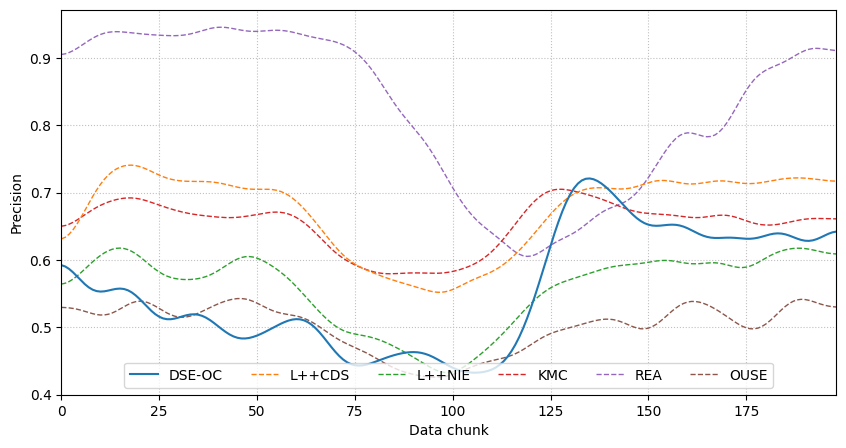 Precision
0.9
0.8
0.7
0.6
0.5
0.4
DSE-OC L++CDS L++NIE KMC REA OUSE
0 25 50 75 100 125 150 175
Data chunk